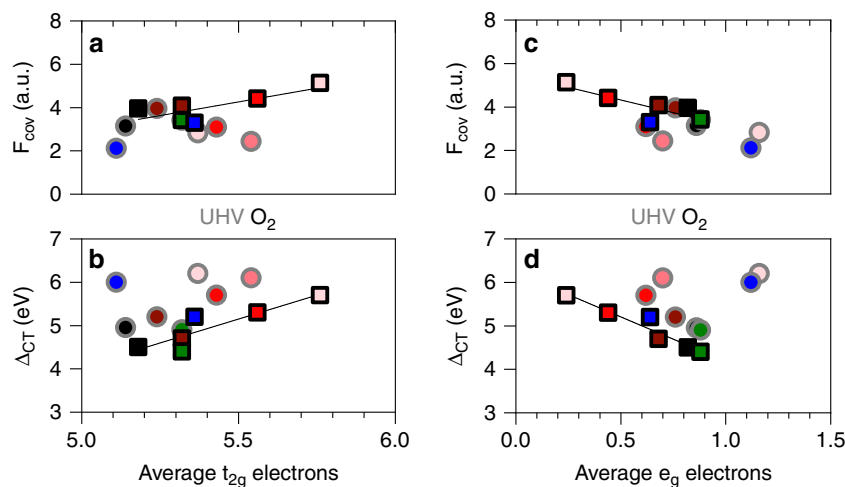 a
F_cov (a.u.)
8
6
4
2
0
c
F_cov (a.u.)
8
6
4
2
0
UHV O₂
UHV O₂
b
Δ_CT (eV)
7
6
5
4
3
5.0 5.5 6.0
Average t₂g electrons
d
Δ_CT (eV)
7
6
5
4
3
0.0 0.5 1.0 1.5
Average e_g electrons